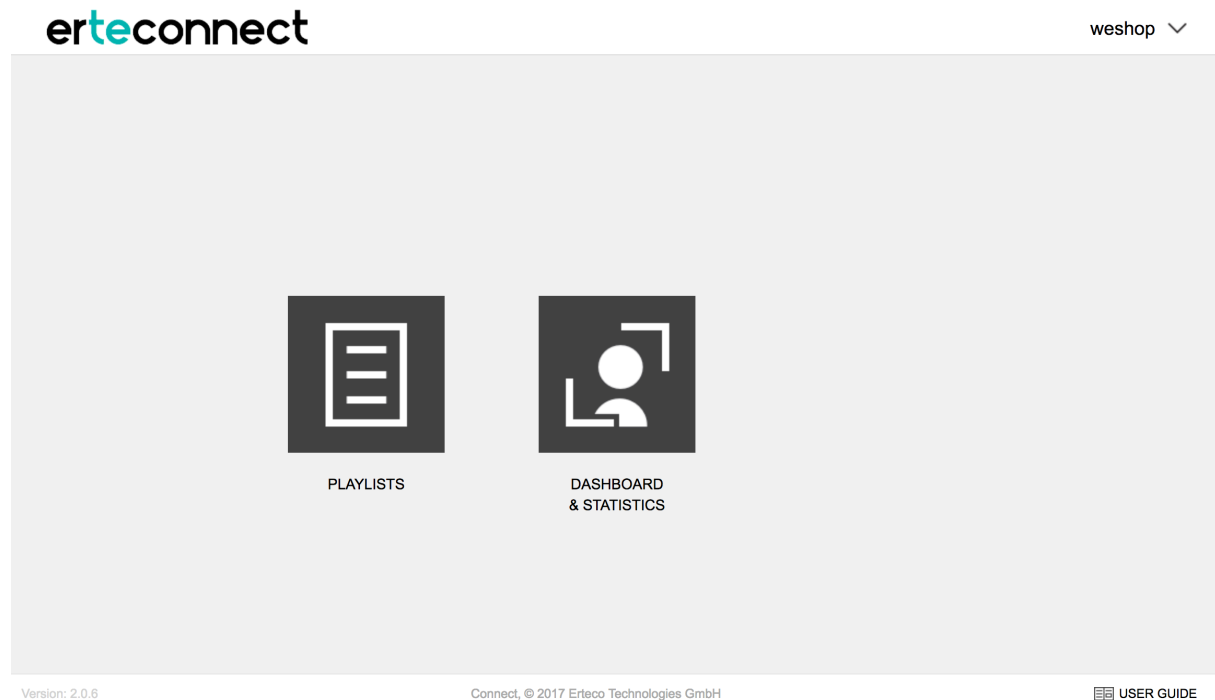 erteconnect
weshop
PLAYLISTS
DASHBOARD
& STATISTICS
Version: 2.0.6
Connect, © 2017 Erteco Technologies GmbH
USER GUIDE